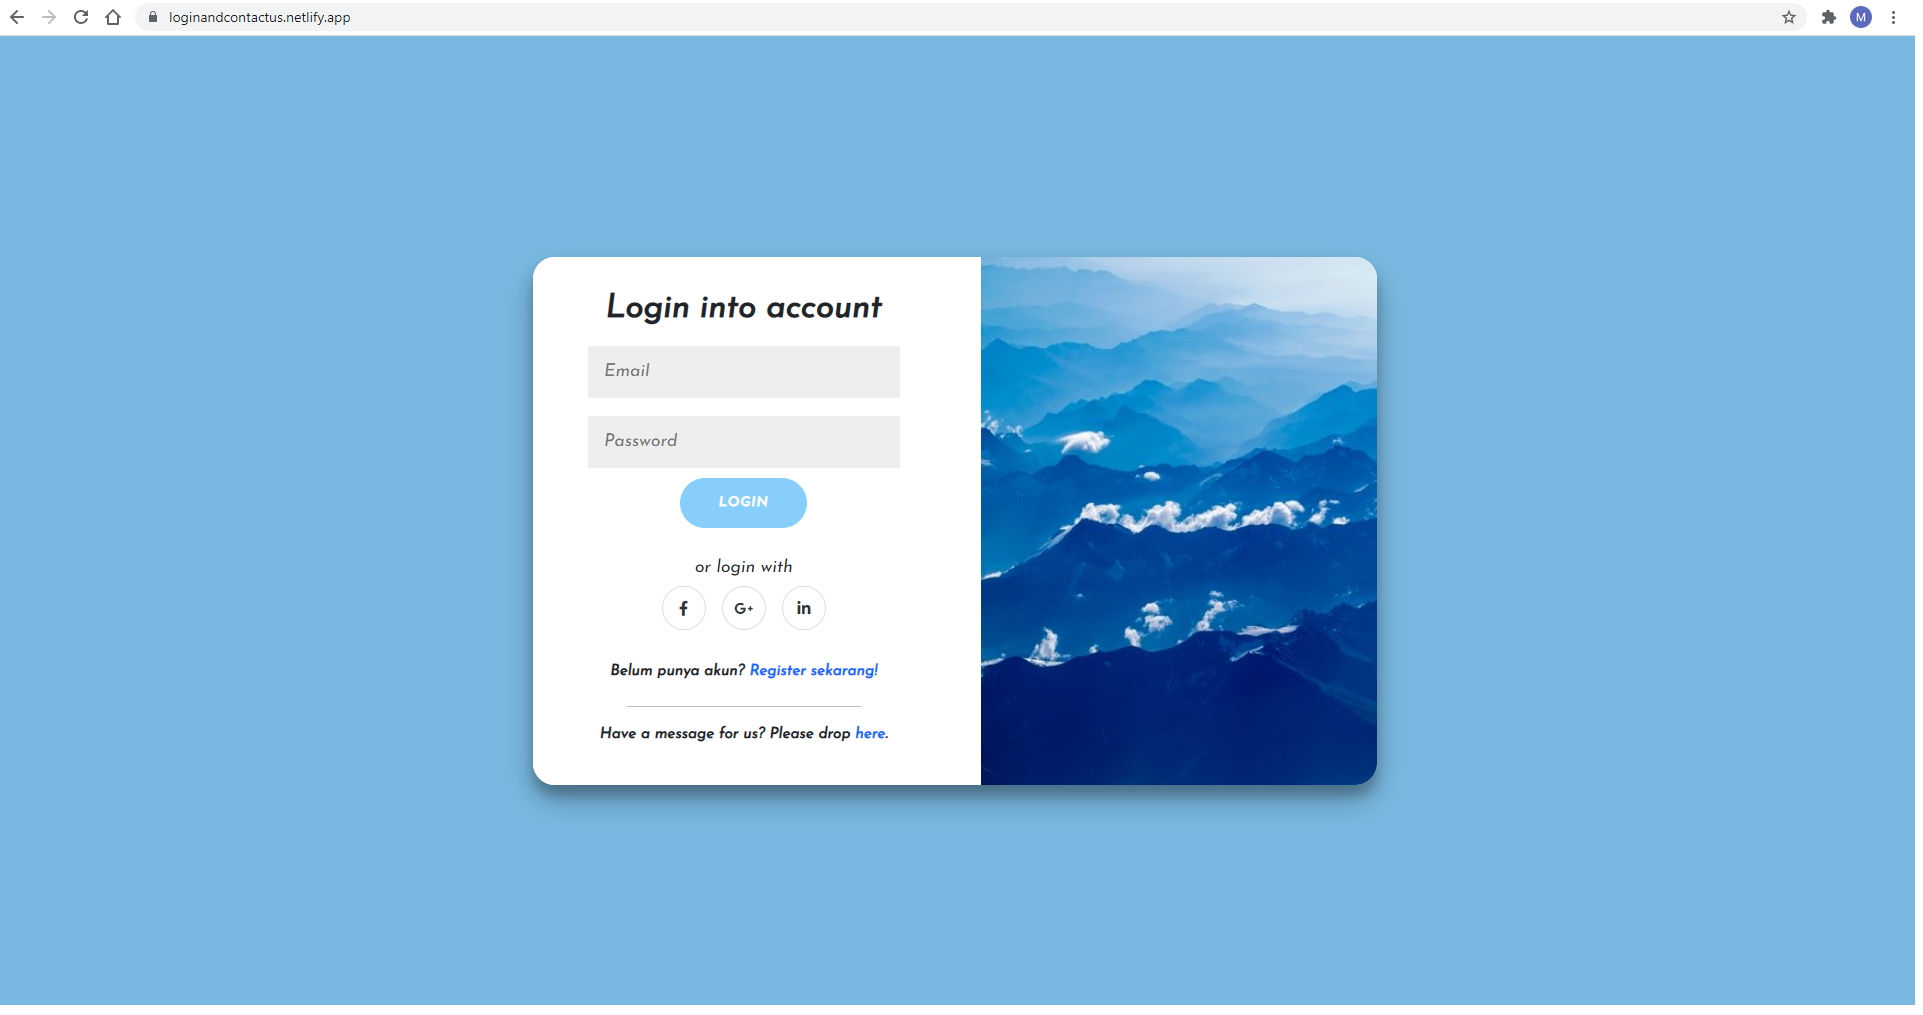 loginandcontactus.netlify.app
M
Login into account
Email
Password
LOGIN
or login with
f
G+
in
Belum punya akun? Register sekarang!
Have a message for us? Please drop here.